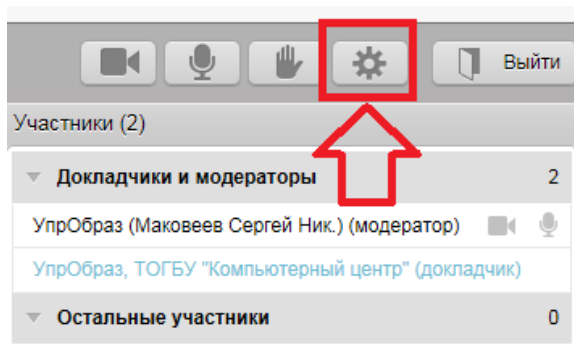 Выйти
Участники (2)
Докладчики и модераторы 2
УпрОбраз (Маковеев Сергей Ник.) (модератор)
УпрОбраз, ТОГБУ "Компьютерный центр" (докладчик)
Остальные участники 0